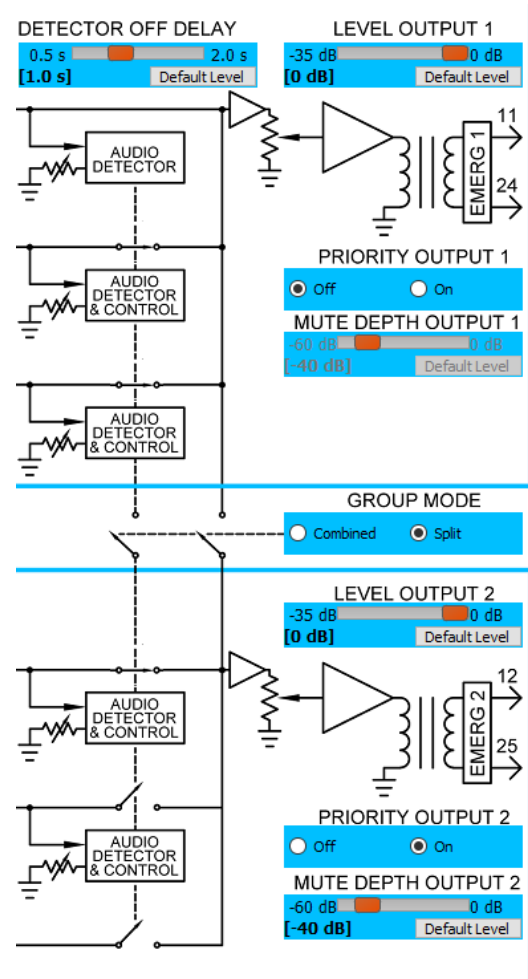 DETECTOR OFF DELAY
LEVEL OUTPUT 1
0.5 s 2.0 s
-35 dB 0 dB
[1.0 s] Default Level
[0 dB] Default Level
11
AUDIO
DETECTOR
EMERG 1
24
PRIORITY OUTPUT 1
Off On
AUDIO
DETECTOR
& CONTROL
MUTE DEPTH OUTPUT 1
-60 dB 0 dB
[-40 dB] Default Level
AUDIO
DETECTOR
& CONTROL
GROUP MODE
Combined Split
LEVEL OUTPUT 2
-35 dB 0 dB
[0 dB] Default Level
12
AUDIO
DETECTOR
& CONTROL
EMERG 2
25
PRIORITY OUTPUT 2
Off On
AUDIO
DETECTOR
& CONTROL
MUTE DEPTH OUTPUT 2
-60 dB 0 dB
[-40 dB] Default Level